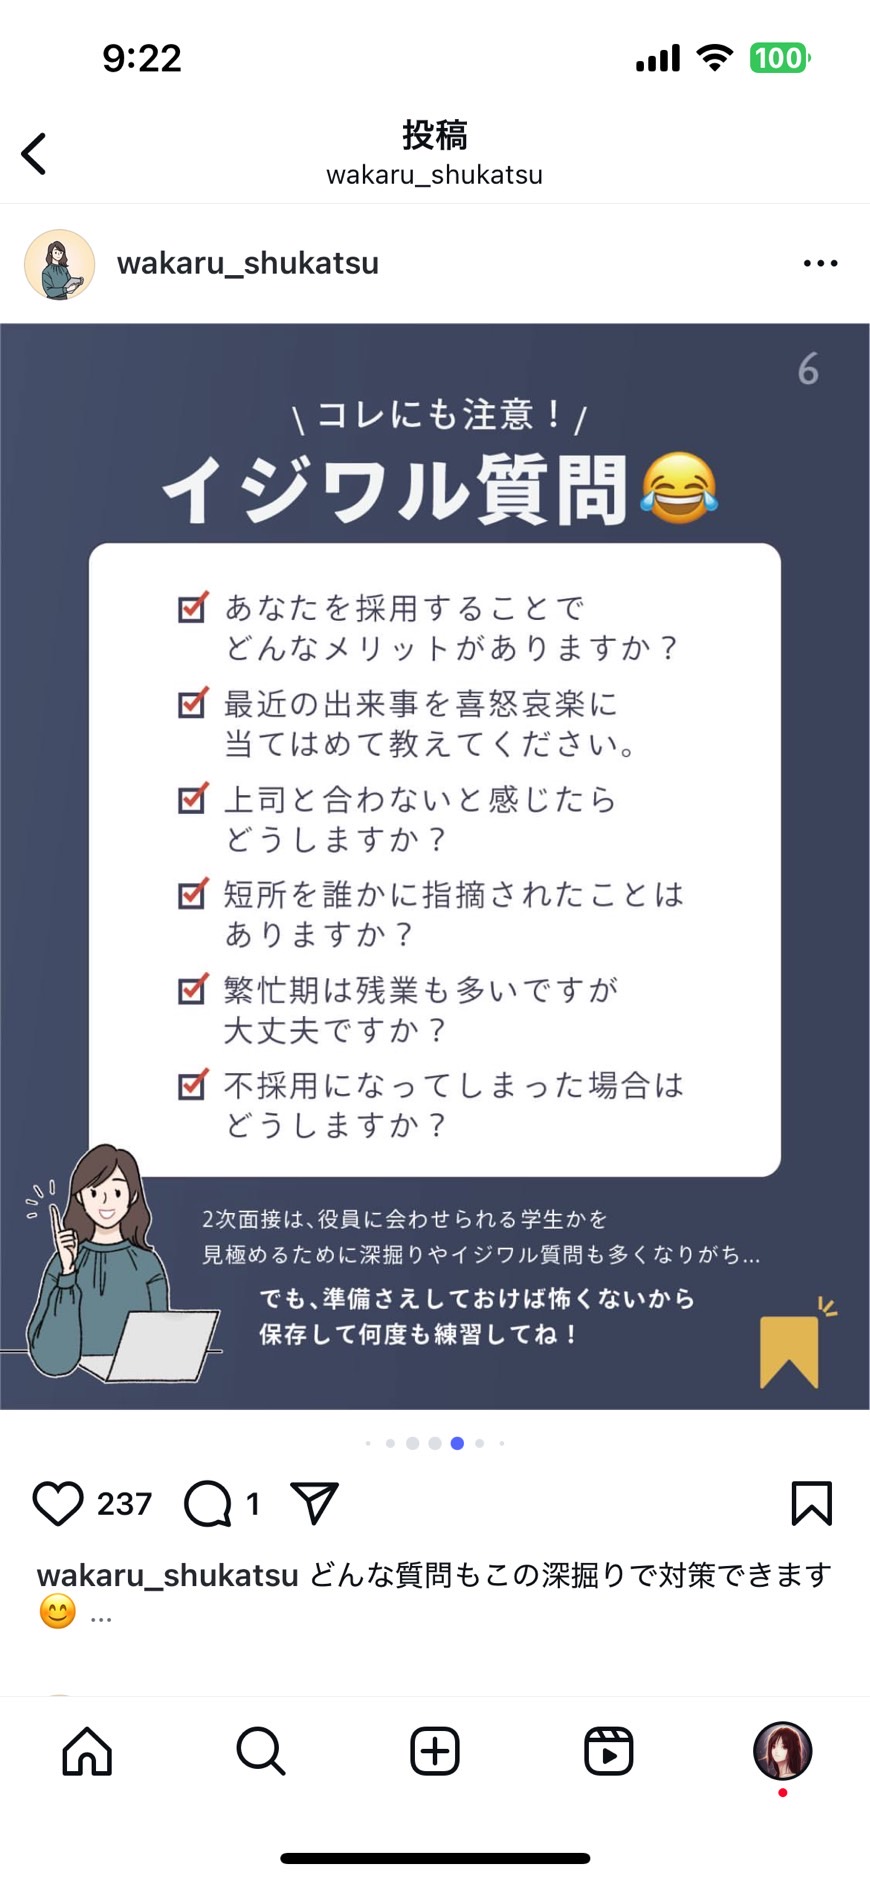 9:22
100
投稿
wakaru_shukatsu
wakaru_shukatsu
6
\ コレにも注意！ /
イジワル質問😂
あなたを採用することで
どんなメリットがありますか？
最近の出来事を喜怒哀楽に
当てはめて教えてください。
上司と合わないと感じたら
どうしますか？
短所を誰かに指摘されたことは
ありますか？
繁忙期は残業も多いですが
大丈夫ですか？
不採用になってしまった場合は
どうしますか？
2次面接は、役員に会わせられる学生かを
見極めるために深掘りやイジワル質問も多くなりがち…
でも、準備さえしておけば怖くないから
保存して何度も練習してね！
237
1
wakaru_shukatsu どんな質問もこの深掘りで対策できます
😊 ...